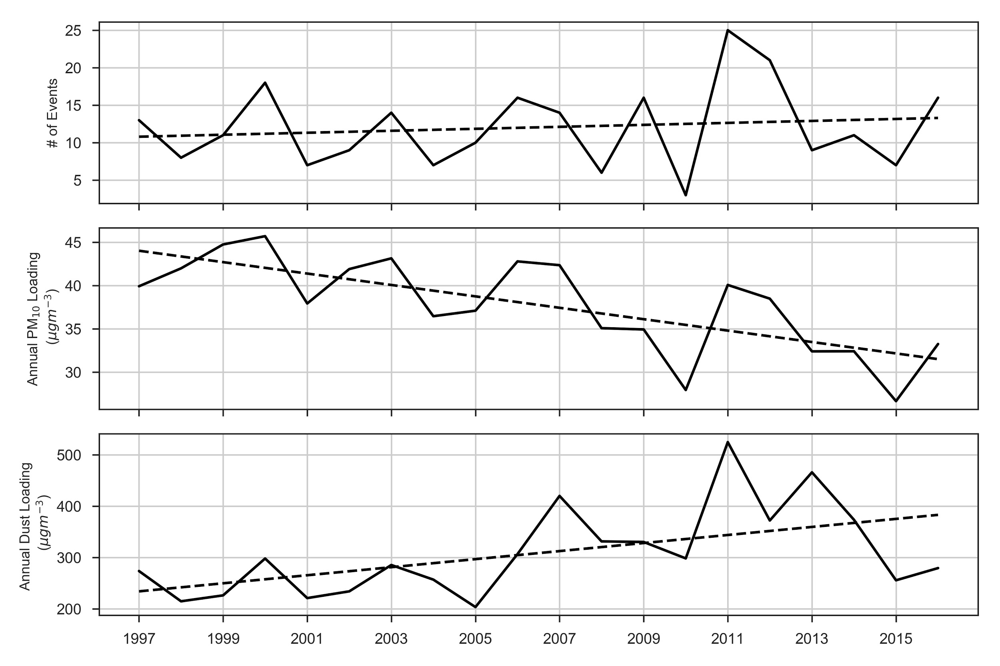 # of Events
25
20
15
10
5
Annual PM₁₀ Loading
(μgm⁻³)
45
40
35
30
Annual Dust Loading
(μgm⁻³)
500
400
300
200
1997 1999 2001 2003 2005 2007 2009 2011 2013 2015